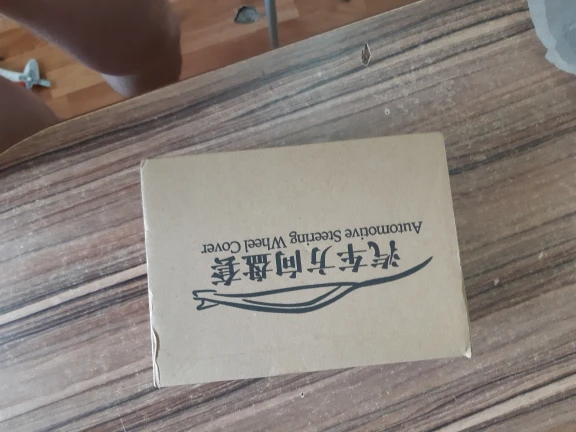 汽车方向盘套
Automotive Steering Wheel Cover